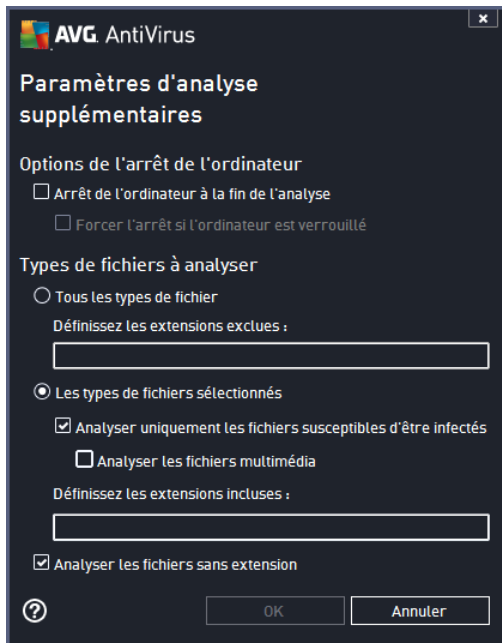 AVG. AntiVirus
Paramètres d'analyse
supplémentaires
Options de l'arrêt de l'ordinateur
Arrêt de l'ordinateur à la fin de l'analyse
Forcer l'arrêt si l'ordinateur est verrouillé
Types de fichiers à analyser
Tous les types de fichier
Définissez les extensions exclues :
Les types de fichiers sélectionnés
Analyser uniquement les fichiers susceptibles d'être infectés
Analyser les fichiers multimédia
Définissez les extensions incluses :
Analyser les fichiers sans extension
?
OK
Annuler